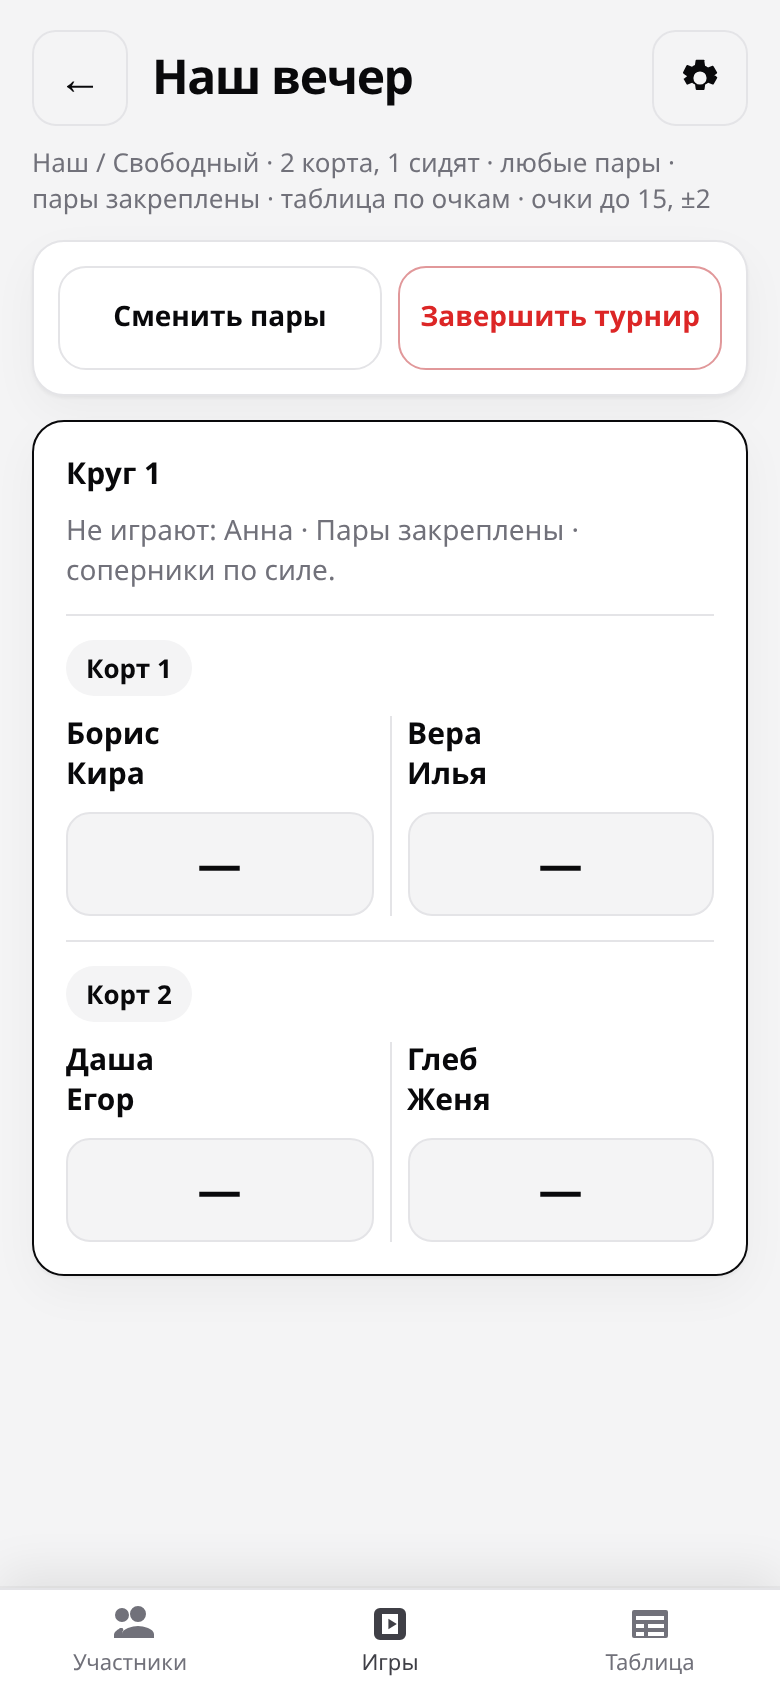 ← Наш вечер
Наш / Свободный · 2 корта, 1 сидят · любые пары ·
пары закреплены · таблица по очкам · очки до 15, ±2
Сменить пары
Завершить турнир
Круг 1
Не играют: Анна · Пары закреплены ·
соперники по силе.
Корт 1
Борис
Кира
Вера
Илья
—
—
Корт 2
Даша
Егор
Глеб
Женя
—
—
Участники
Игры
Таблица